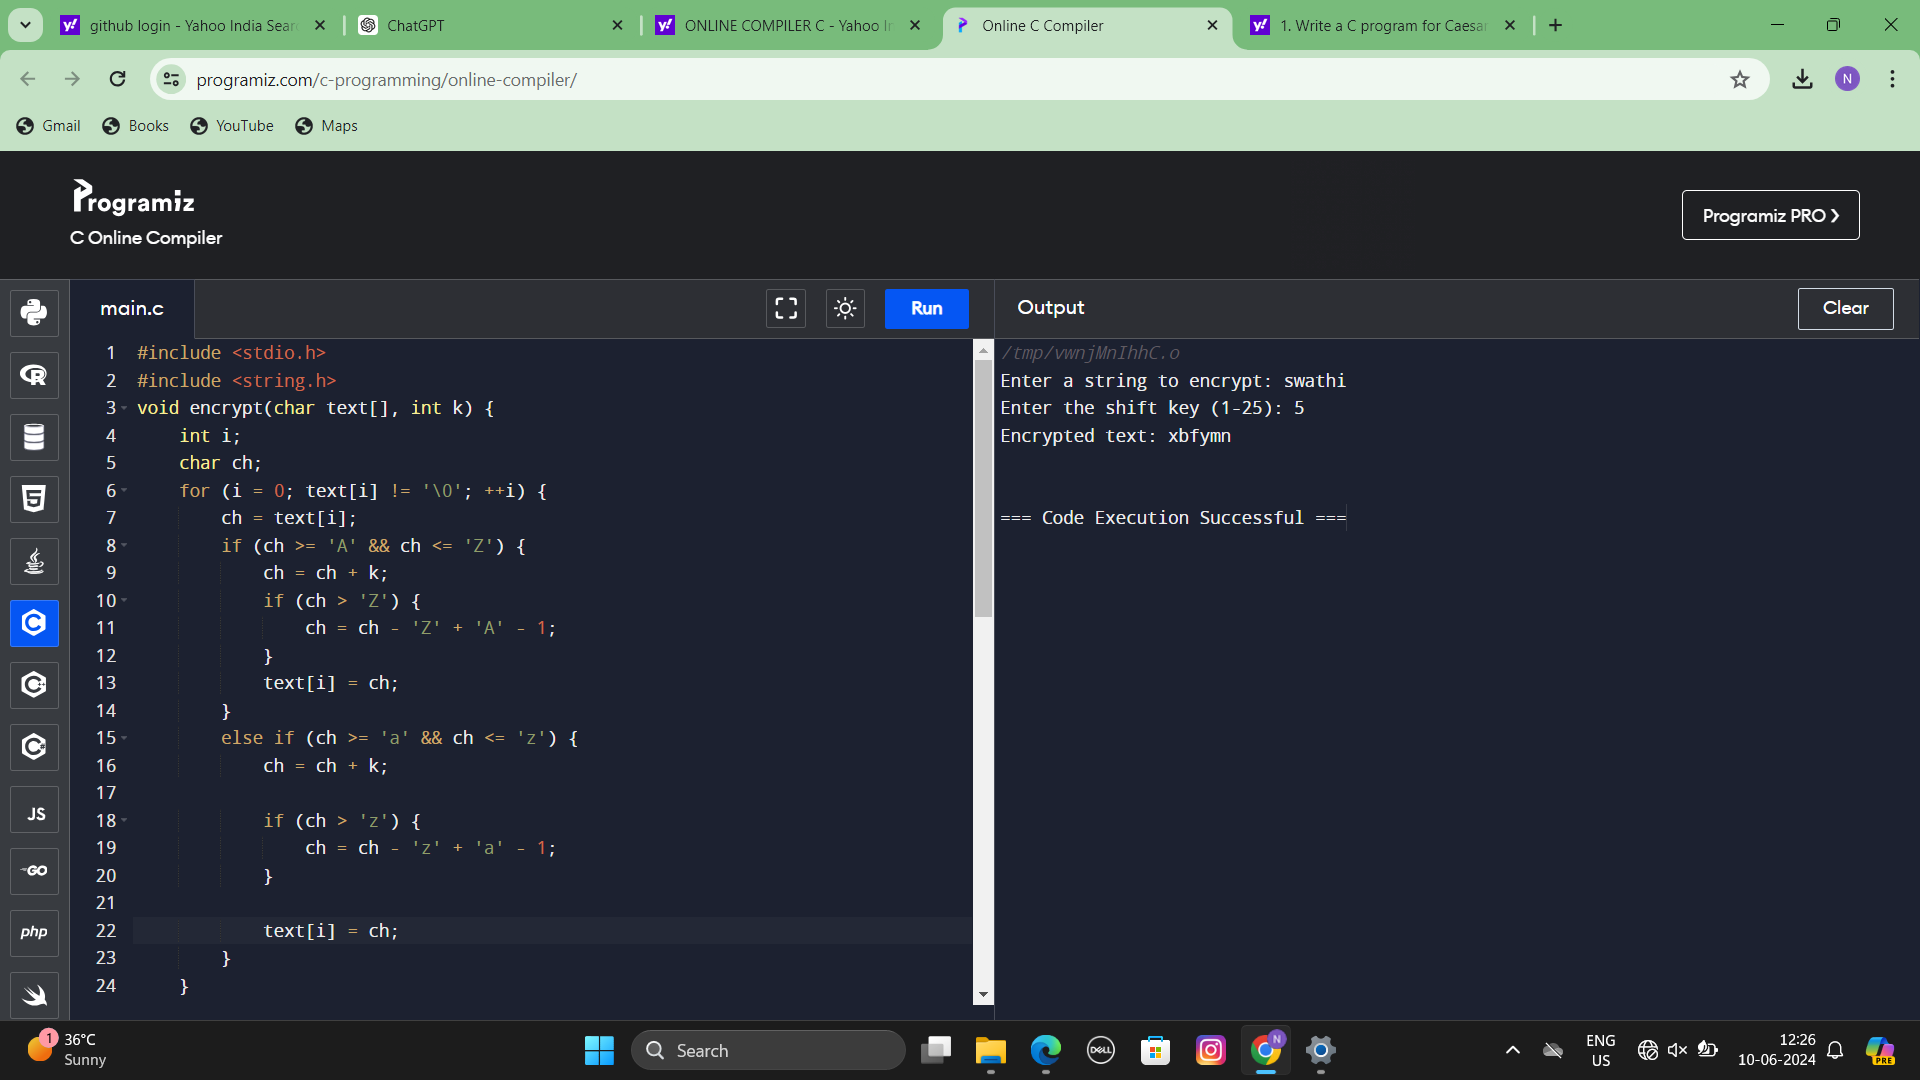 github login - Yahoo India Sear
ChatGPT
ONLINE COMPILER C - Yahoo In
Online C Compiler
1. Write a C program for Caesar
programiz.com/c-programming/online-compiler/
N
Gmail
Books
YouTube
Maps
Programiz
C Online Compiler
Programiz PRO
main.c
Run
Output
Clear
1 #include <stdio.h>
2 #include <string.h>
3 void encrypt(char text[], int k) {
4 int i;
5 char ch;
6 for (i = 0; text[i] != '\0'; ++i) {
7 ch = text[i];
8 if (ch >= 'A' && ch <= 'Z') {
9 ch = ch + k;
10 if (ch > 'Z') {
11 ch = ch - 'Z' + 'A' - 1;
12 }
13 text[i] = ch;
14 }
15 else if (ch >= 'a' && ch <= 'z') {
16 ch = ch + k;
17
18 if (ch > 'z') {
19 ch = ch - 'z' + 'a' - 1;
20 }
21
22 text[i] = ch;
23 }
24 }
/tmp/vwnjMnIhhC.o
Enter a string to encrypt: swathi
Enter the shift key (1-25): 5
Encrypted text: xbfymn
=== Code Execution Successful ===
R
5
C
JS
GO
php
1
36°C
Sunny
Search
DELL
N
ENG
US
12:26
10-06-2024
PRE